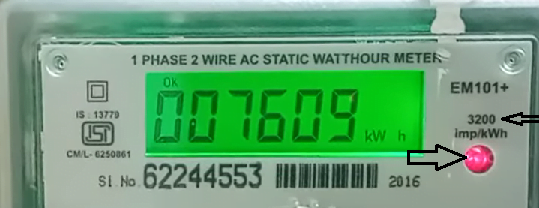 1 PHASE 2 WIRE AC STATIC WATTHOUR METER
OK
007609 kW h
EM101+
3200
imp/kWh
IS : 13779
ISI
CM/L- 6250861
Sl. No. 62244553 2016